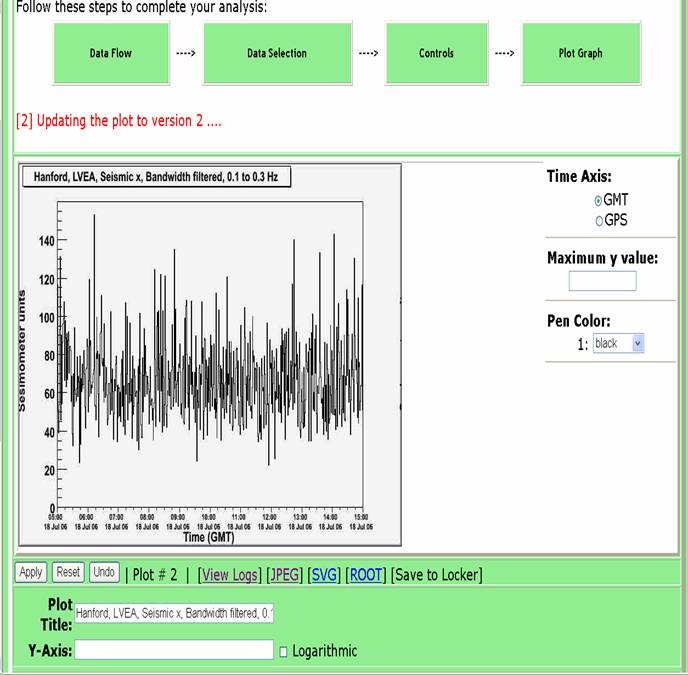 Follow these steps to complete your analysis:
Data Flow ----> Data Selection ----> Controls ----> Plot Graph
[2] Updating the plot to version 2 ....
Hanford, LVEA, Seismic x, Bandwidth filtered, 0.1 to 0.3 Hz
Sesimometer units
140
120
100
80
60
40
20
0
05:00 06:00 07:00 08:00 09:00 10:00 11:00 12:00 13:00 14:00 15:00
18 Jul 06 18 Jul 06 18 Jul 06 18 Jul 06 18 Jul 06 18 Jul 06 18 Jul 06 18 Jul 06 18 Jul 06 18 Jul 06 18 Jul 06
Time (GMT)
Time Axis:
GMT
GPS
Maximum y value:
Pen Color:
1: black
Apply Reset Undo | Plot # 2 | [View Logs] [JPEG] [SVG] [ROOT] [Save to Locker]
Plot Title: Hanford, LVEA, Seismic x, Bandwidth filtered, 0.
Y-Axis: Logarithmic